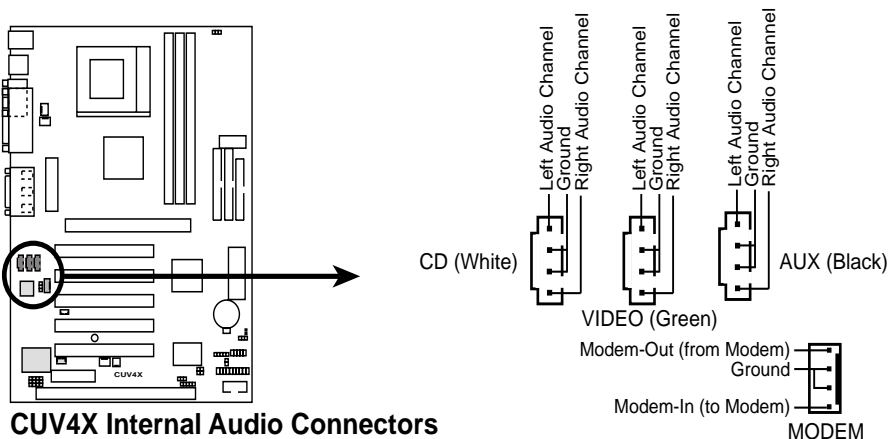 Left Audio Channel
Ground
Right Audio Channel
Left Audio Channel
Ground
Right Audio Channel
Left Audio Channel
Ground
Right Audio Channel
CD (White)
AUX (Black)
VIDEO (Green)
Modem-Out (from Modem)
Ground
Modem-In (to Modem)
MODEM
CUV4X
CUV4X Internal Audio Connectors